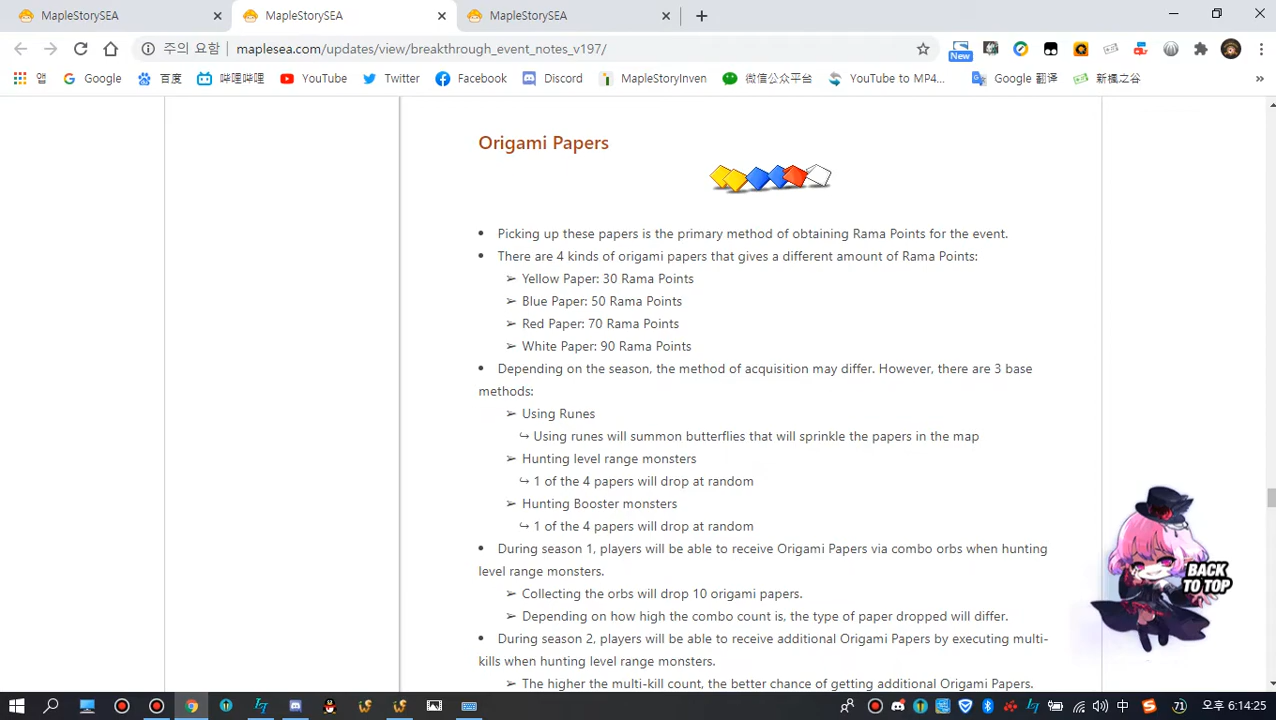 MapleStorySEA
MapleStorySEA
MapleStorySEA
주의 요함
maplesea.com/updates/view/breakthrough_event_notes_v197/
New
앱
Google
百度
哔哩哔哩
YouTube
Twitter
Facebook
Discord
MapleStoryInven
微信公众平台
YouTube to MP4...
Google 翻译
新楓之谷
Origami Papers
• Picking up these papers is the primary method of obtaining Rama Points for the event.
• There are 4 kinds of origami papers that gives a different amount of Rama Points:
➢ Yellow Paper: 30 Rama Points
➢ Blue Paper: 50 Rama Points
➢ Red Paper: 70 Rama Points
➢ White Paper: 90 Rama Points
• Depending on the season, the method of acquisition may differ. However, there are 3 base
methods:
➢ Using Runes
↪ Using runes will summon butterflies that will sprinkle the papers in the map
➢ Hunting level range monsters
↪ 1 of the 4 papers will drop at random
➢ Hunting Booster monsters
↪ 1 of the 4 papers will drop at random
• During season 1, players will be able to receive Origami Papers via combo orbs when hunting
level range monsters.
➢ Collecting the orbs will drop 10 origami papers.
➢ Depending on how high the combo count is, the type of paper dropped will differ.
• During season 2, players will be able to receive additional Origami Papers by executing multi-
kills when hunting level range monsters.
➢ The higher the multi-kill count, the better chance of getting additional Origami Papers.
BACK
TO TOP
中
오후 6:14:25